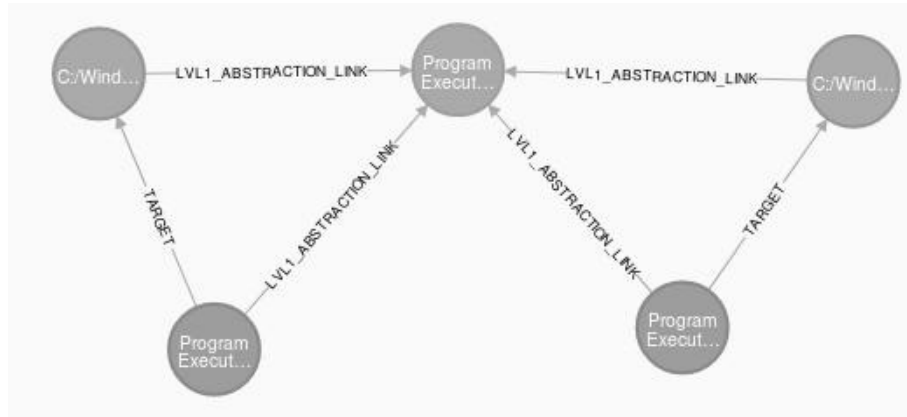 C:/Wind…
LVL1_ABSTRACTION_LINK
Program
Execut…
LVL1_ABSTRACTION_LINK
C:/Wind…
TARGET
LVL1_ABSTRACTION_LINK
LVL1_ABSTRACTION_LINK
TARGET
Program
Execut…
Program
Execut…